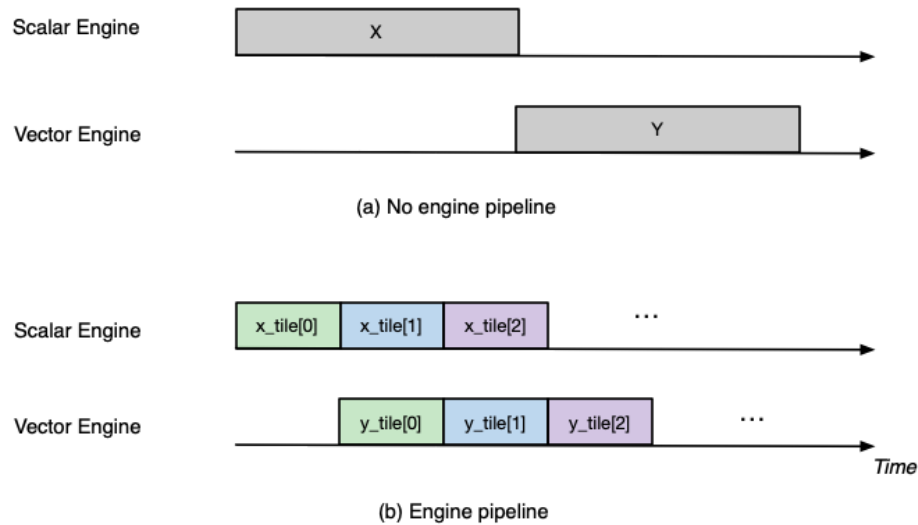 Scalar Engine
X
Vector Engine
Y
(a) No engine pipeline
Scalar Engine
x_tile[0] x_tile[1] x_tile[2] ...
Vector Engine
y_tile[0] y_tile[1] y_tile[2] ...
Time
(b) Engine pipeline